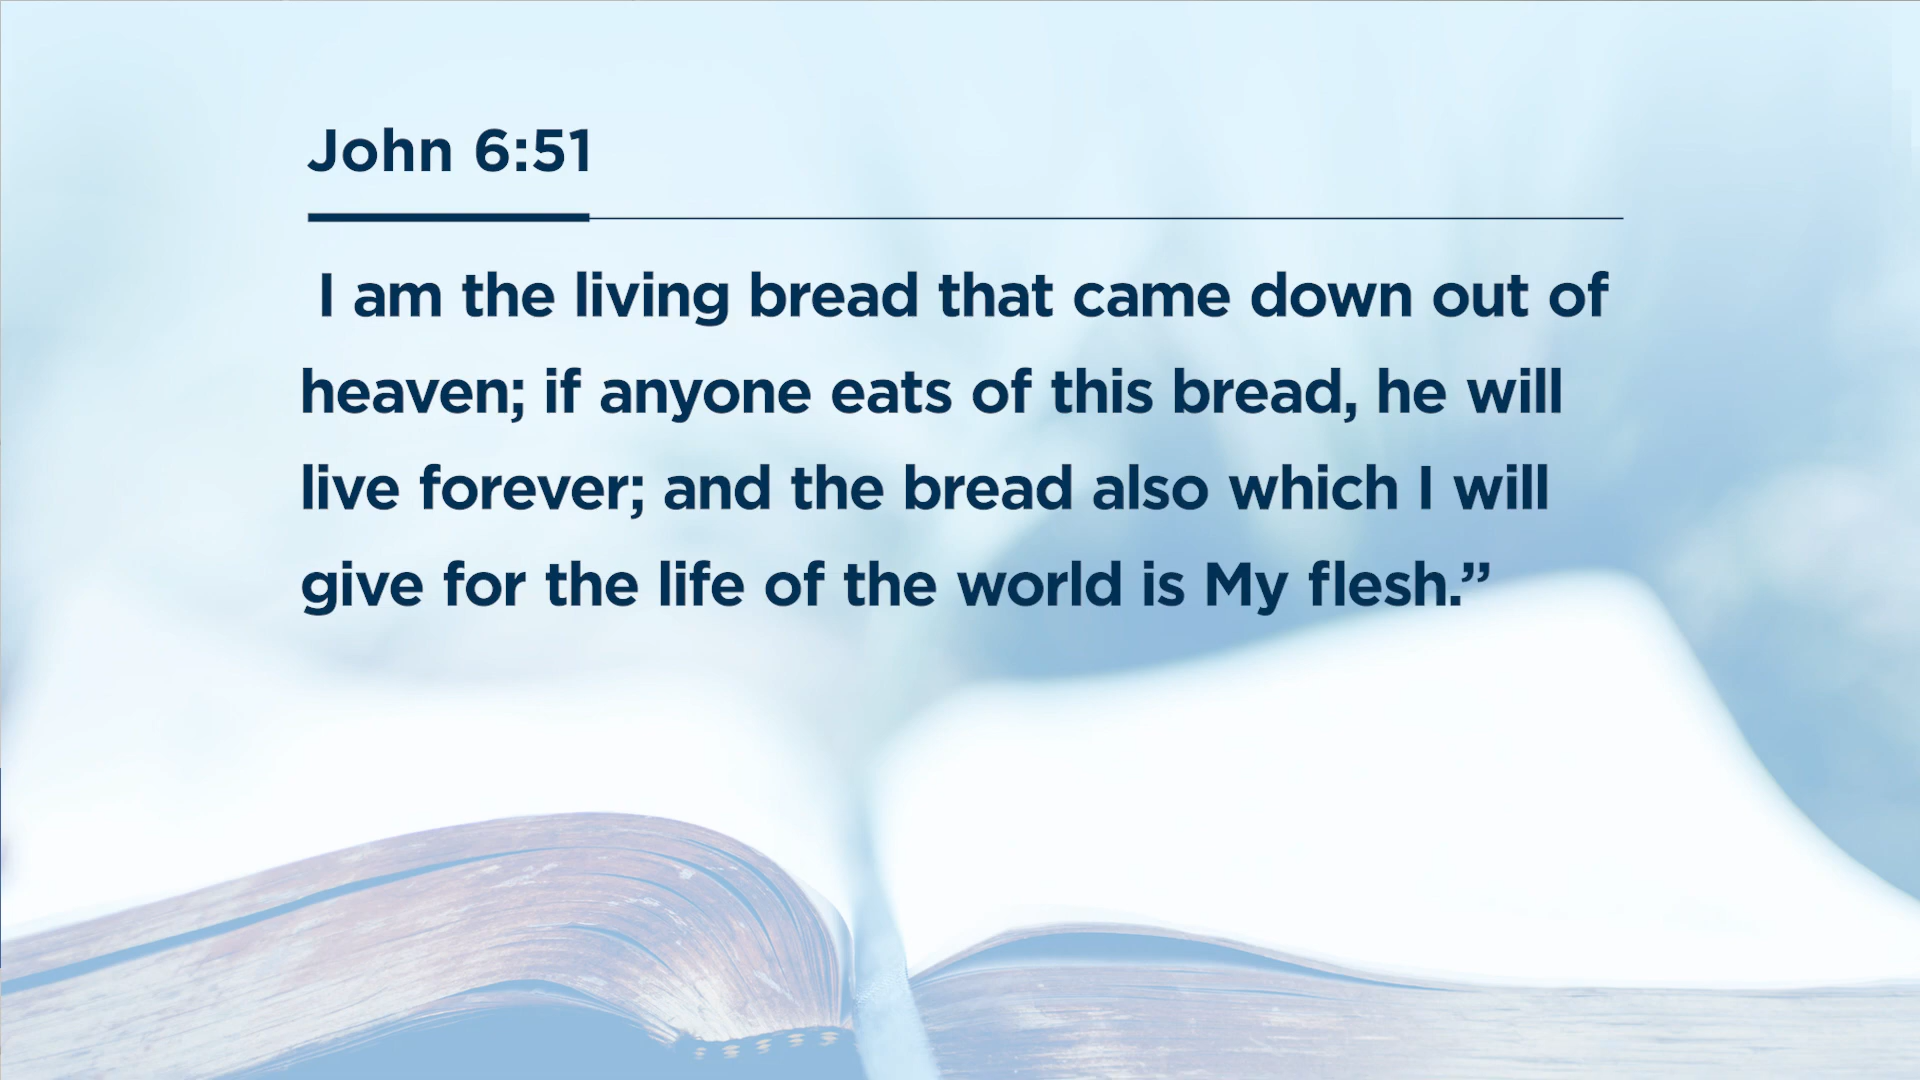 John 6:51
I am the living bread that came down out of
heaven; if anyone eats of this bread, he will
live forever; and the bread also which I will
give for the life of the world is My flesh.”